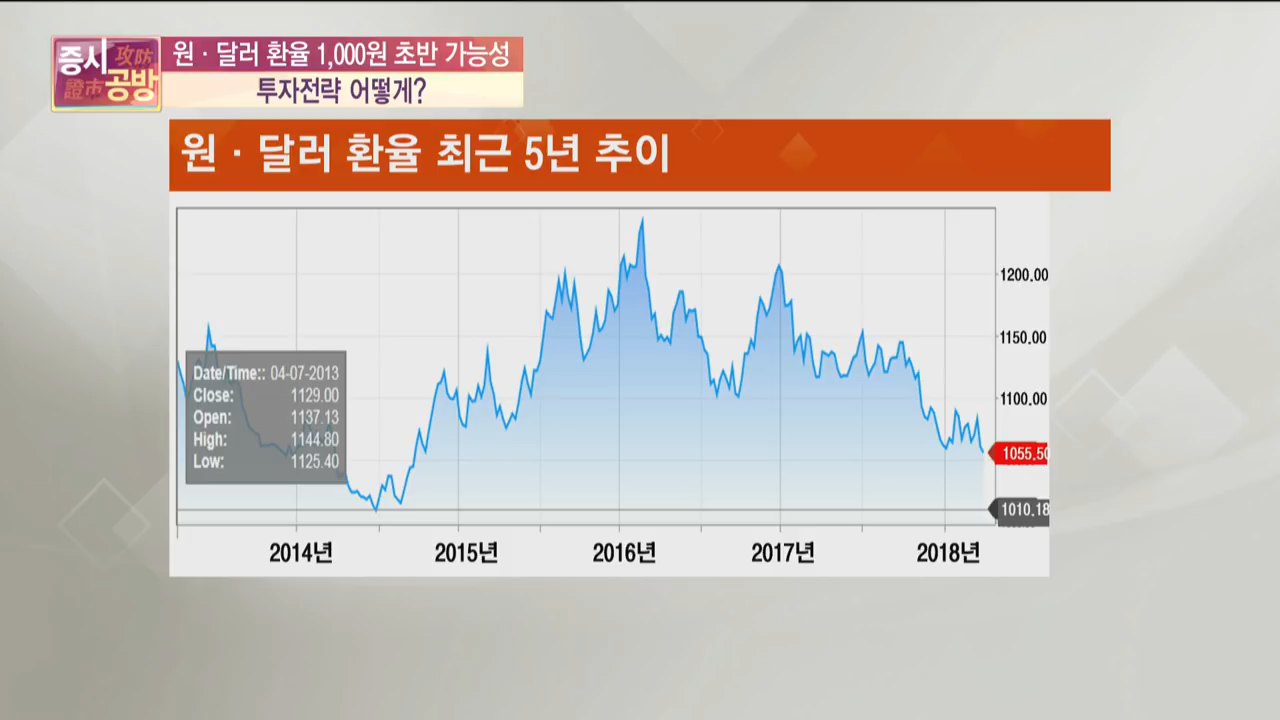 증시 攻防
證市 공방
원 · 달러 환율 1,000원 초반 가능성
투자전략 어떻게?
원 · 달러 환율 최근 5년 추이
1200.00
1150.00
1100.00
1055.50
1010.18
Date/Time:: 04-07-2013
Close: 1129.00
Open: 1137.13
High: 1144.80
Low: 1125.40
2014년 2015년 2016년 2017년 2018년